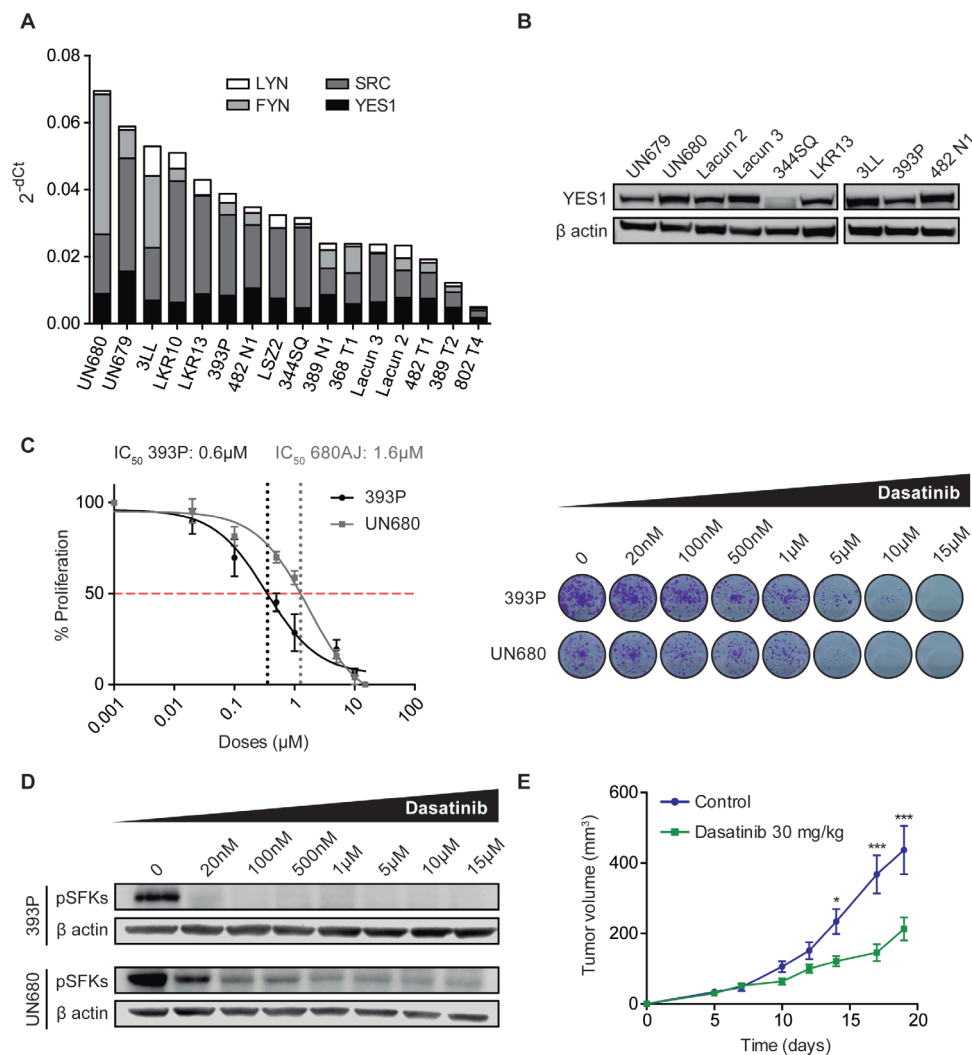 A
0.08
0.06
0.04
0.02
0.00
2^-dCt
LYN
FYN
SRC
YES1
UN680
UN679
3LL
LKR10
LKR13
393P
482 N1
LSZ2
344SQ
389 N1
368 T1
Lacun 3
Lacun 2
482 T1
389 T2
802 T4
B
UN679
UN680
Lacun 2
Lacun 3
344SQ
LKR13
3LL
393P
482 N1
YES1
β actin
C
IC50 393P: 0.6µM
IC50 680AJ: 1.6µM
393P
UN680
100
50
0
% Proliferation
0.001
0.01
0.1
1
10
100
Doses (µM)
Dasatinib
0
20nM
100nM
500nM
1µM
5µM
10µM
15µM
393P
UN680
D
Dasatinib
0
20nM
100nM
500nM
1µM
5µM
10µM
15µM
393P
pSFKs
β actin
UN680
pSFKs
β actin
E
600
400
200
0
Tumor volume (mm³)
Control
Dasatinib 30 mg/kg
*
***
***
0
5
10
15
20
Time (days)